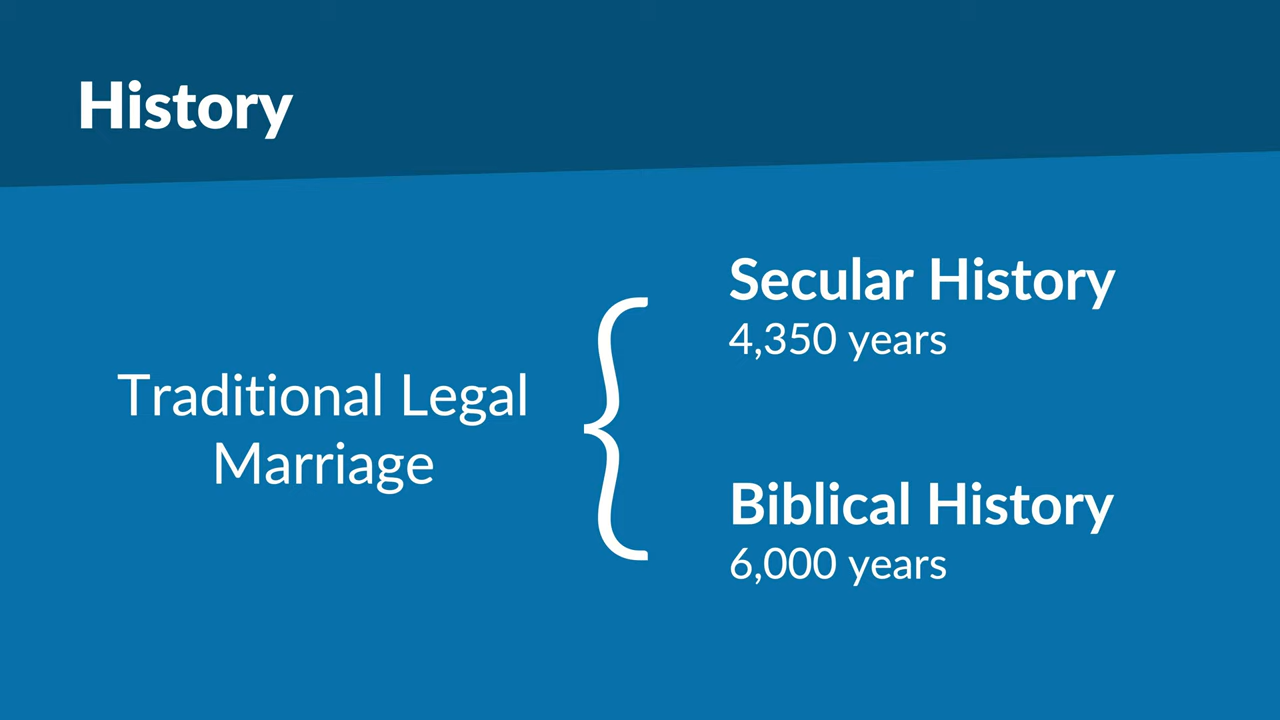 History
Traditional Legal
Marriage
Secular History
4,350 years
Biblical History
6,000 years